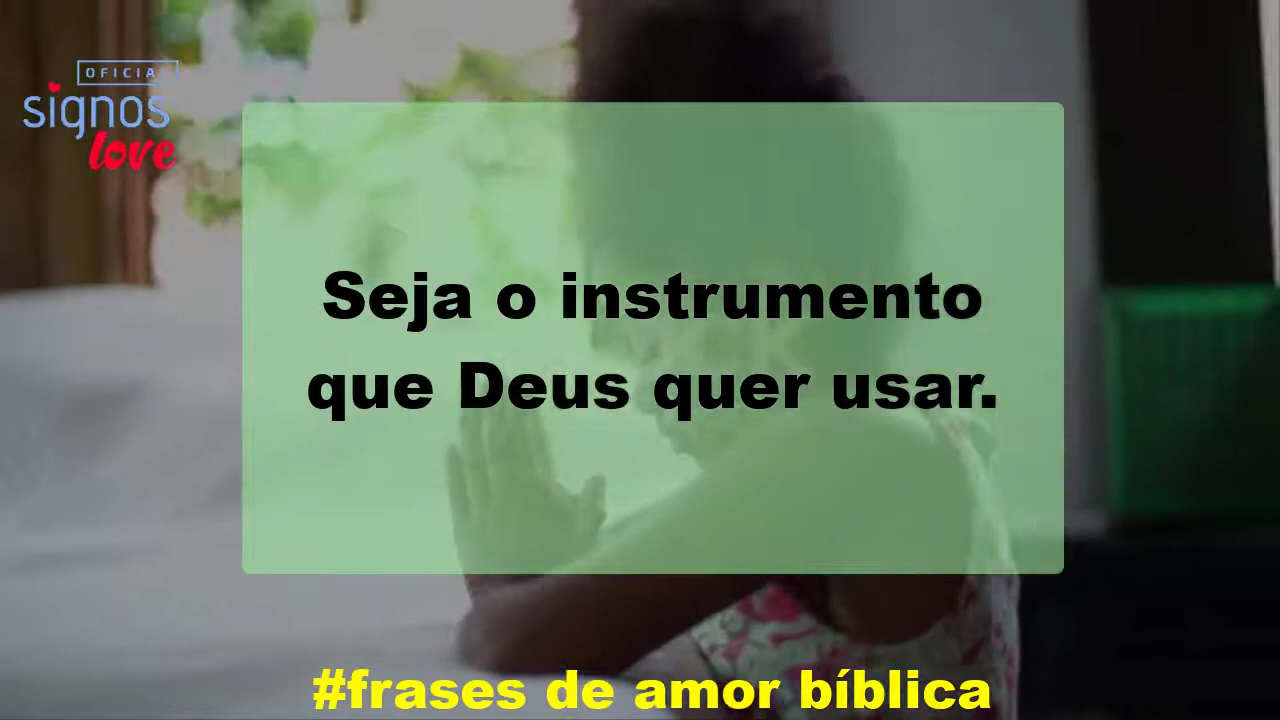 OFICIAL
signos
love
Seja o instrumento
que Deus quer usar.
#frases de amor bíblica